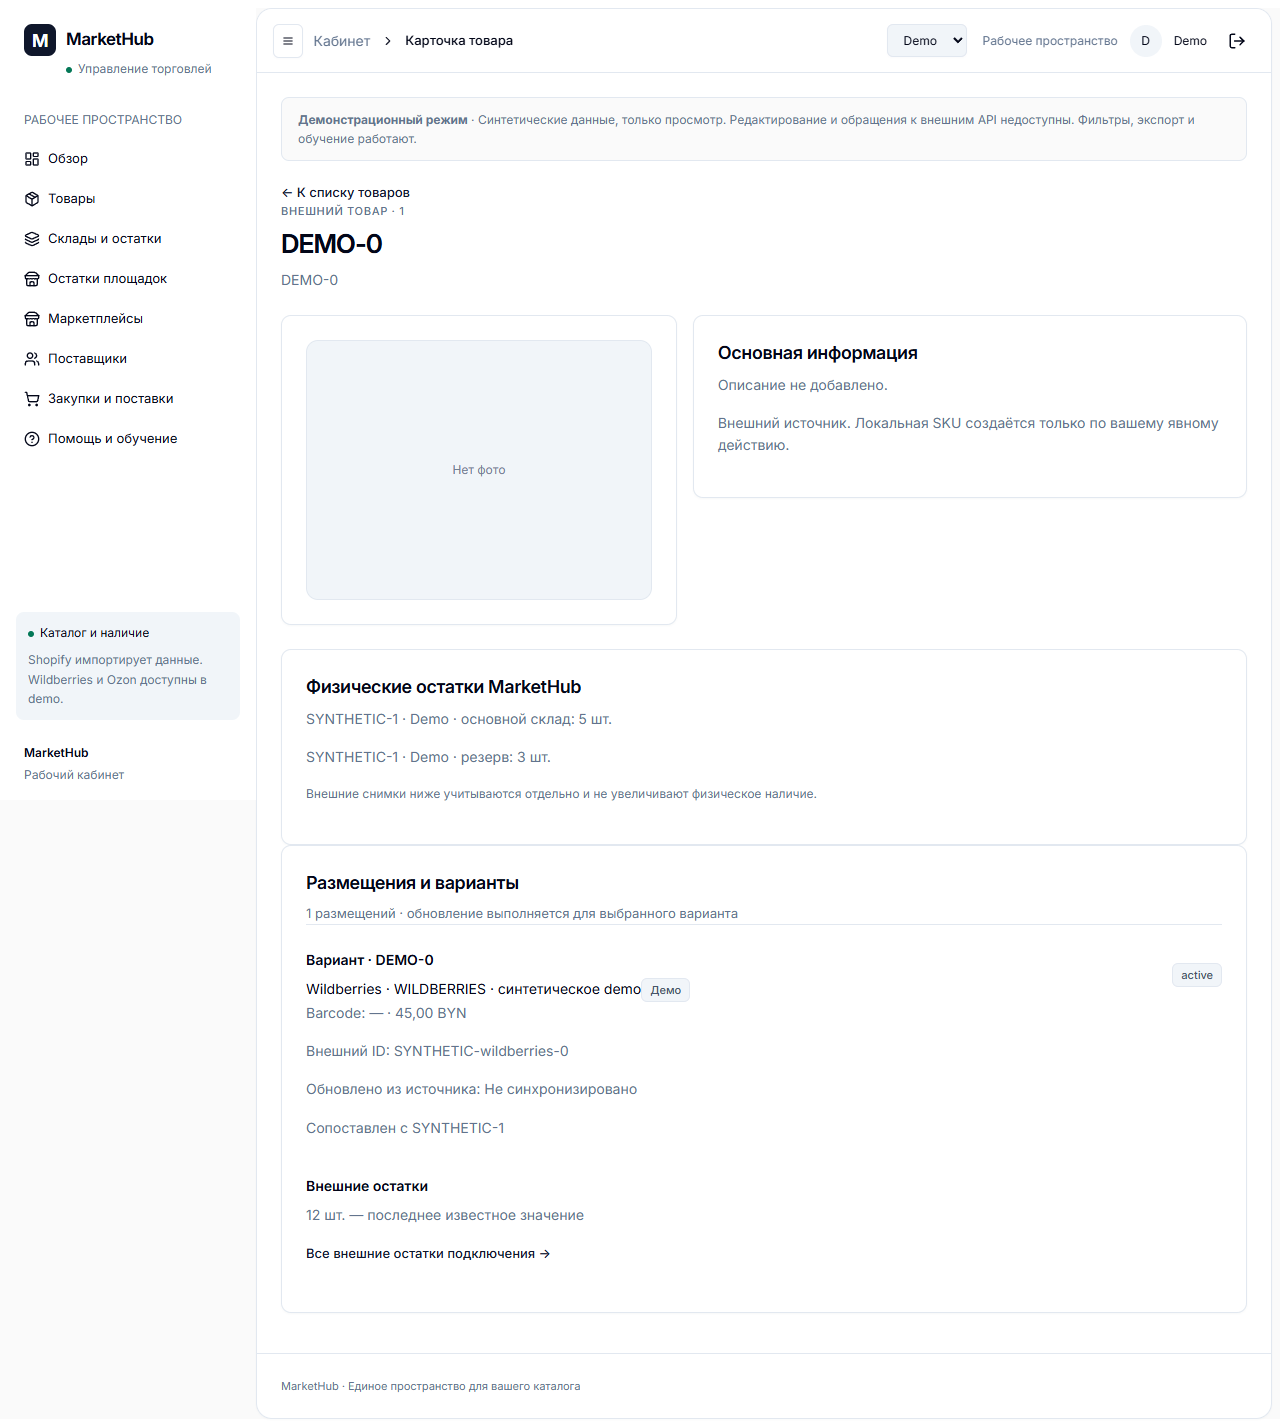 M MarketHub
Управление торговлей
РАБОЧЕЕ ПРОСТРАНСТВО
Обзор
Товары
Склады и остатки
Остатки площадок
Маркетплейсы
Поставщики
Закупки и поставки
Помощь и обучение
Каталог и наличие
Shopify импортирует данные.
Wildberries и Ozon доступны в
demo.
MarketHub
Рабочий кабинет
Кабинет > Карточка товара
Demo Рабочее пространство D Demo
Демонстрационный режим · Синтетические данные, только просмотр. Редактирование и обращения к внешним API недоступны. Фильтры, экспорт и
обучение работают.
← К списку товаров
ВНЕШНИЙ ТОВАР · 1
DEMO-0
DEMO-0
Нет фото
Основная информация
Описание не добавлено.
Внешний источник. Локальная SKU создаётся только по вашему явному
действию.
Физические остатки MarketHub
SYNTHETIC-1 · Demo · основной склад: 5 шт.
SYNTHETIC-1 · Demo · резерв: 3 шт.
Внешние снимки ниже учитываются отдельно и не увеличивают физическое наличие.
Размещения и варианты
1 размещений · обновление выполняется для выбранного варианта
Вариант · DEMO-0
Wildberries · WILDBERRIES · синтетическое demo Демо
active
Barcode: — · 45,00 BYN
Внешний ID: SYNTHETIC-wildberries-0
Обновлено из источника: Не синхронизировано
Сопоставлен с SYNTHETIC-1
Внешние остатки
12 шт. — последнее известное значение
Все внешние остатки подключения →
MarketHub · Единое пространство для вашего каталога